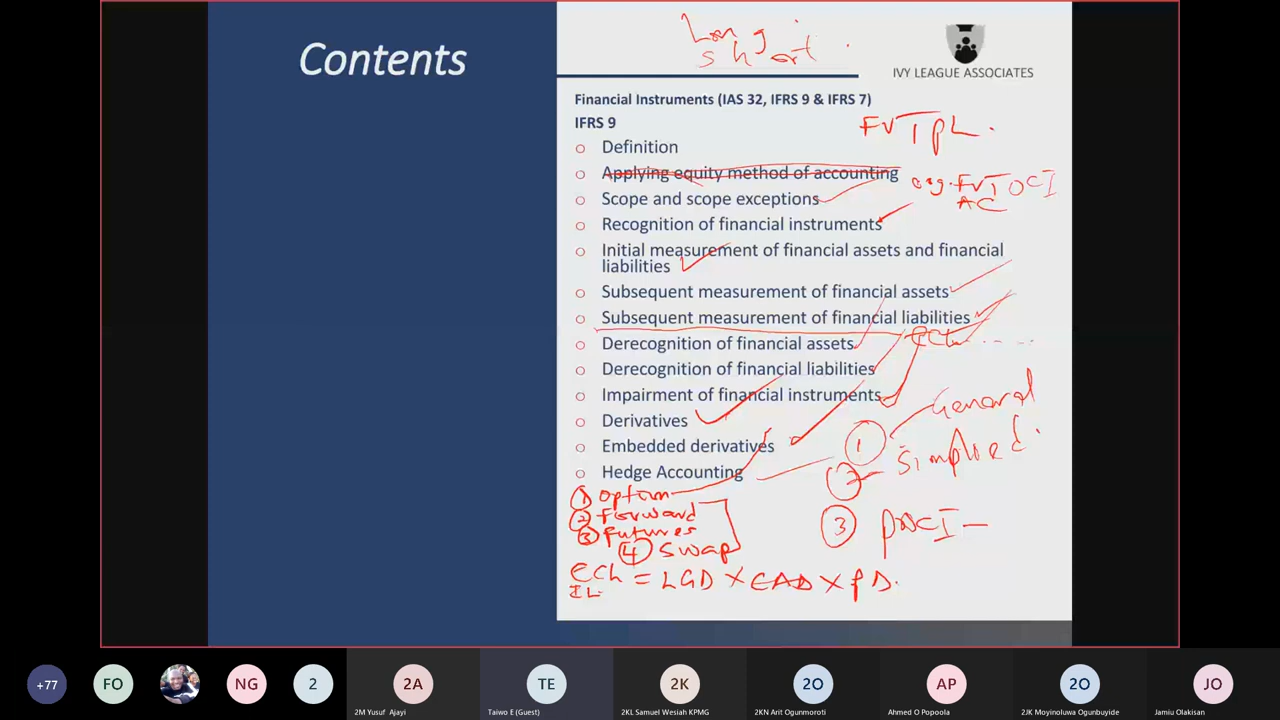 Contents
Long
short
IVY LEAGUE ASSOCIATES
Financial Instruments (IAS 32, IFRS 9 & IFRS 7)
IFRS 9
FVTPL.
Definition
Applying equity method of accounting
FVTOCI
AC
Scope and scope exceptions
Recognition of financial instruments
Initial measurement of financial assets and financial
liabilities
Subsequent measurement of financial assets
Subsequent measurement of financial liabilities
Derecognition of financial assets
ECL
Derecognition of financial liabilities
Impairment of financial instruments
General
Derivatives
1
Embedded derivatives
2
Hedge Accounting
① Option
② Forward
③ Futures
④ Swap
③ POCI
ECL = LGD × EAD × PD.
IL
+77
FO
NG
2
2A
TE
2K
2O
AP
2O
JO
2M Yusuf Ajayi
Taiwo E (Guest)
2KL Samuel Wesiah KPMG
2KN Arit Ogunmoroti
Ahmed O Popoola
2JK Moyinoluwa Ogunbuyide
Jamiu Olakisan